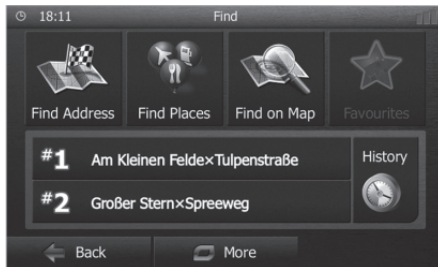 18:11 Find
Find Address Find Places Find on Map Favourites
#1 Am Kleinen Felde×Tulpenstraße
History
#2 Großer Stern×Spreeweg
Back More